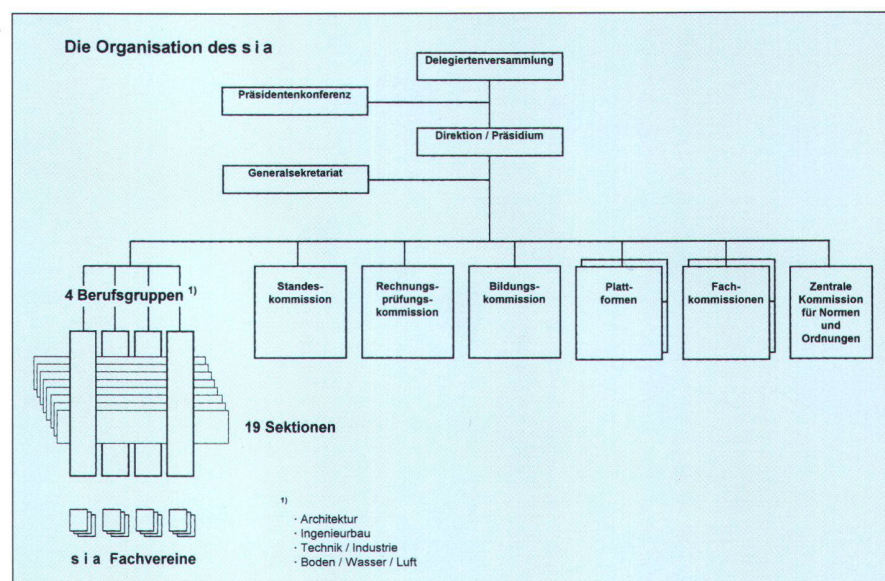 Die Organisation des s i a
Delegiertenversammlung
Präsidentenkonferenz
Direktion / Präsidium
Generalsekretariat
4 Berufsgruppen ¹⁾
Standes-
kommission
Rechnungs-
prüfungs-
kommission
Bildungs-
kommission
Platt-
formen
Fach-
kommissionen
Zentrale
Kommission
für Normen
und
Ordnungen
19 Sektionen
s i a Fachvereine
¹⁾
· Architektur
· Ingenieurbau
· Technik / Industrie
· Boden / Wasser / Luft